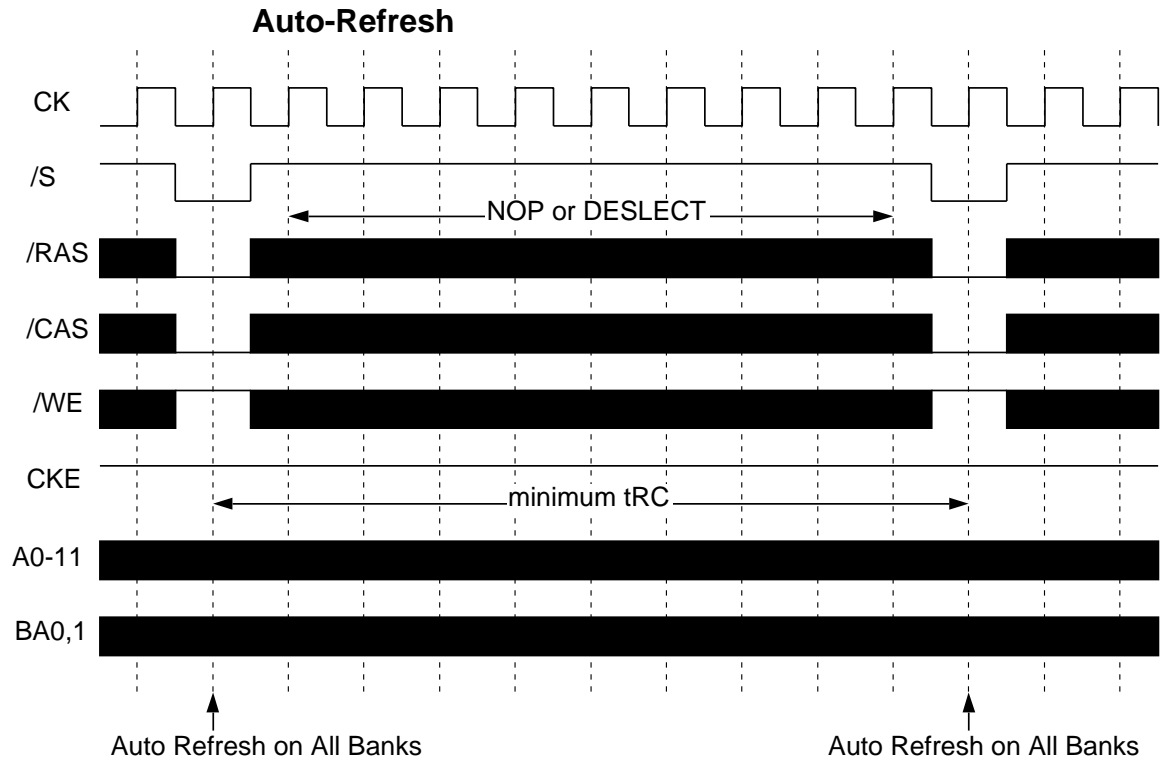 Auto-Refresh
CK
/S
NOP or DESLECT
/RAS
/CAS
/WE
CKE
minimum tRC
A0-11
BA0,1
Auto Refresh on All Banks
Auto Refresh on All Banks